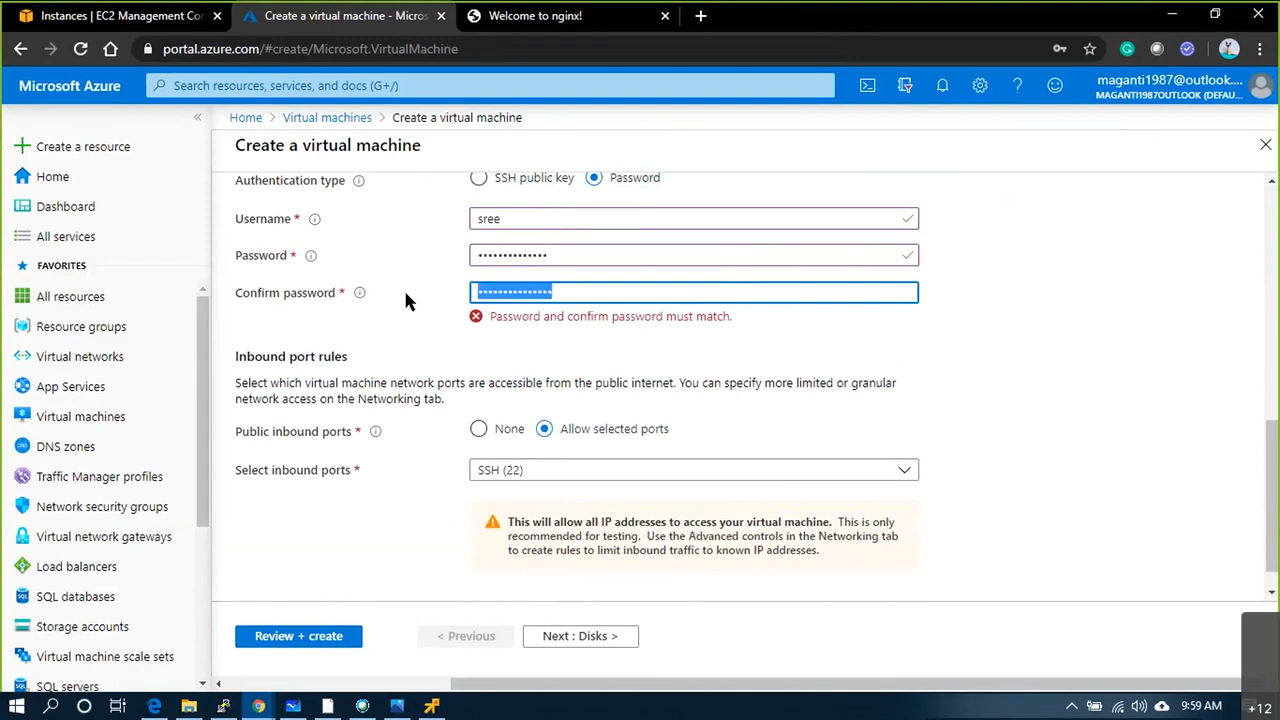 Instances | EC2 Management Con
Create a virtual machine - Micros
Welcome to nginx!
portal.azure.com/#create/Microsoft.VirtualMachine
Microsoft Azure
Search resources, services, and docs (G+/)
maganti1987@outlook....
MAGANTI1987OUTLOOK (DEFAU...
Home > Virtual machines > Create a virtual machine
Create a virtual machine
Create a resource
Home
Dashboard
All services
FAVORITES
All resources
Resource groups
Virtual networks
App Services
Virtual machines
DNS zones
Traffic Manager profiles
Network security groups
Virtual network gateways
Load balancers
SQL databases
Storage accounts
Virtual machine scale sets
SQL servers
Authentication type
SSH public key
Password
Username *
sree
Password *
Confirm password *
Password and confirm password must match.
Inbound port rules
Select which virtual machine network ports are accessible from the public internet. You can specify more limited or granular
network access on the Networking tab.
Public inbound ports *
None
Allow selected ports
Select inbound ports *
SSH (22)
This will allow all IP addresses to access your virtual machine. This is only
recommended for testing. Use the Advanced controls in the Networking tab
to create rules to limit inbound traffic to known IP addresses.
Review + create
< Previous
Next : Disks >
9:59 AM
+12